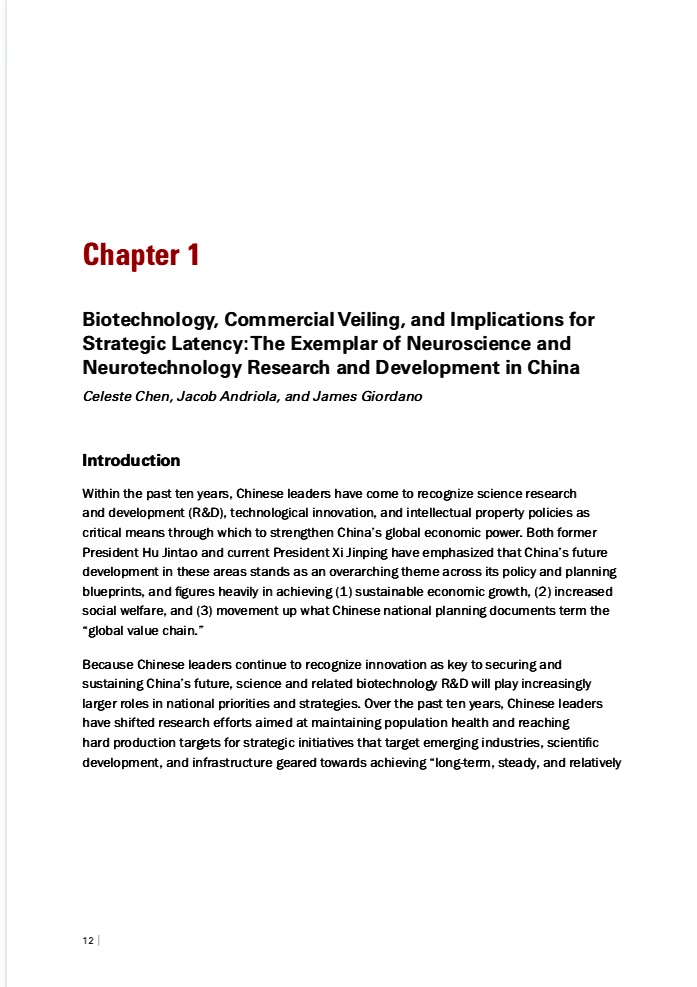 Chapter 1
Biotechnology, Commercial Veiling, and Implications for
Strategic Latency: The Exemplar of Neuroscience and
Neurotechnology Research and Development in China
Celeste Chen, Jacob Andriola, and James Giordano
Introduction
Within the past ten years, Chinese leaders have come to recognize science research
and development (R&D), technological innovation, and intellectual property policies as
critical means through which to strengthen China’s global economic power. Both former
President Hu Jintao and current President Xi Jinping have emphasized that China’s future
development in these areas stands as an overarching theme across its policy and planning
blueprints, and figures heavily in achieving (1) sustainable economic growth, (2) increased
social welfare, and (3) movement up what Chinese national planning documents term the
“global value chain.”
Because Chinese leaders continue to recognize innovation as key to securing and
sustaining China’s future, science and related biotechnology R&D will play increasingly
larger roles in national priorities and strategies. Over the past ten years, Chinese leaders
have shifted research efforts aimed at maintaining population health and reaching
hard production targets for strategic initiatives that target emerging industries, scientific
development, and infrastructure geared towards achieving “long-term, steady, and relatively
12 |